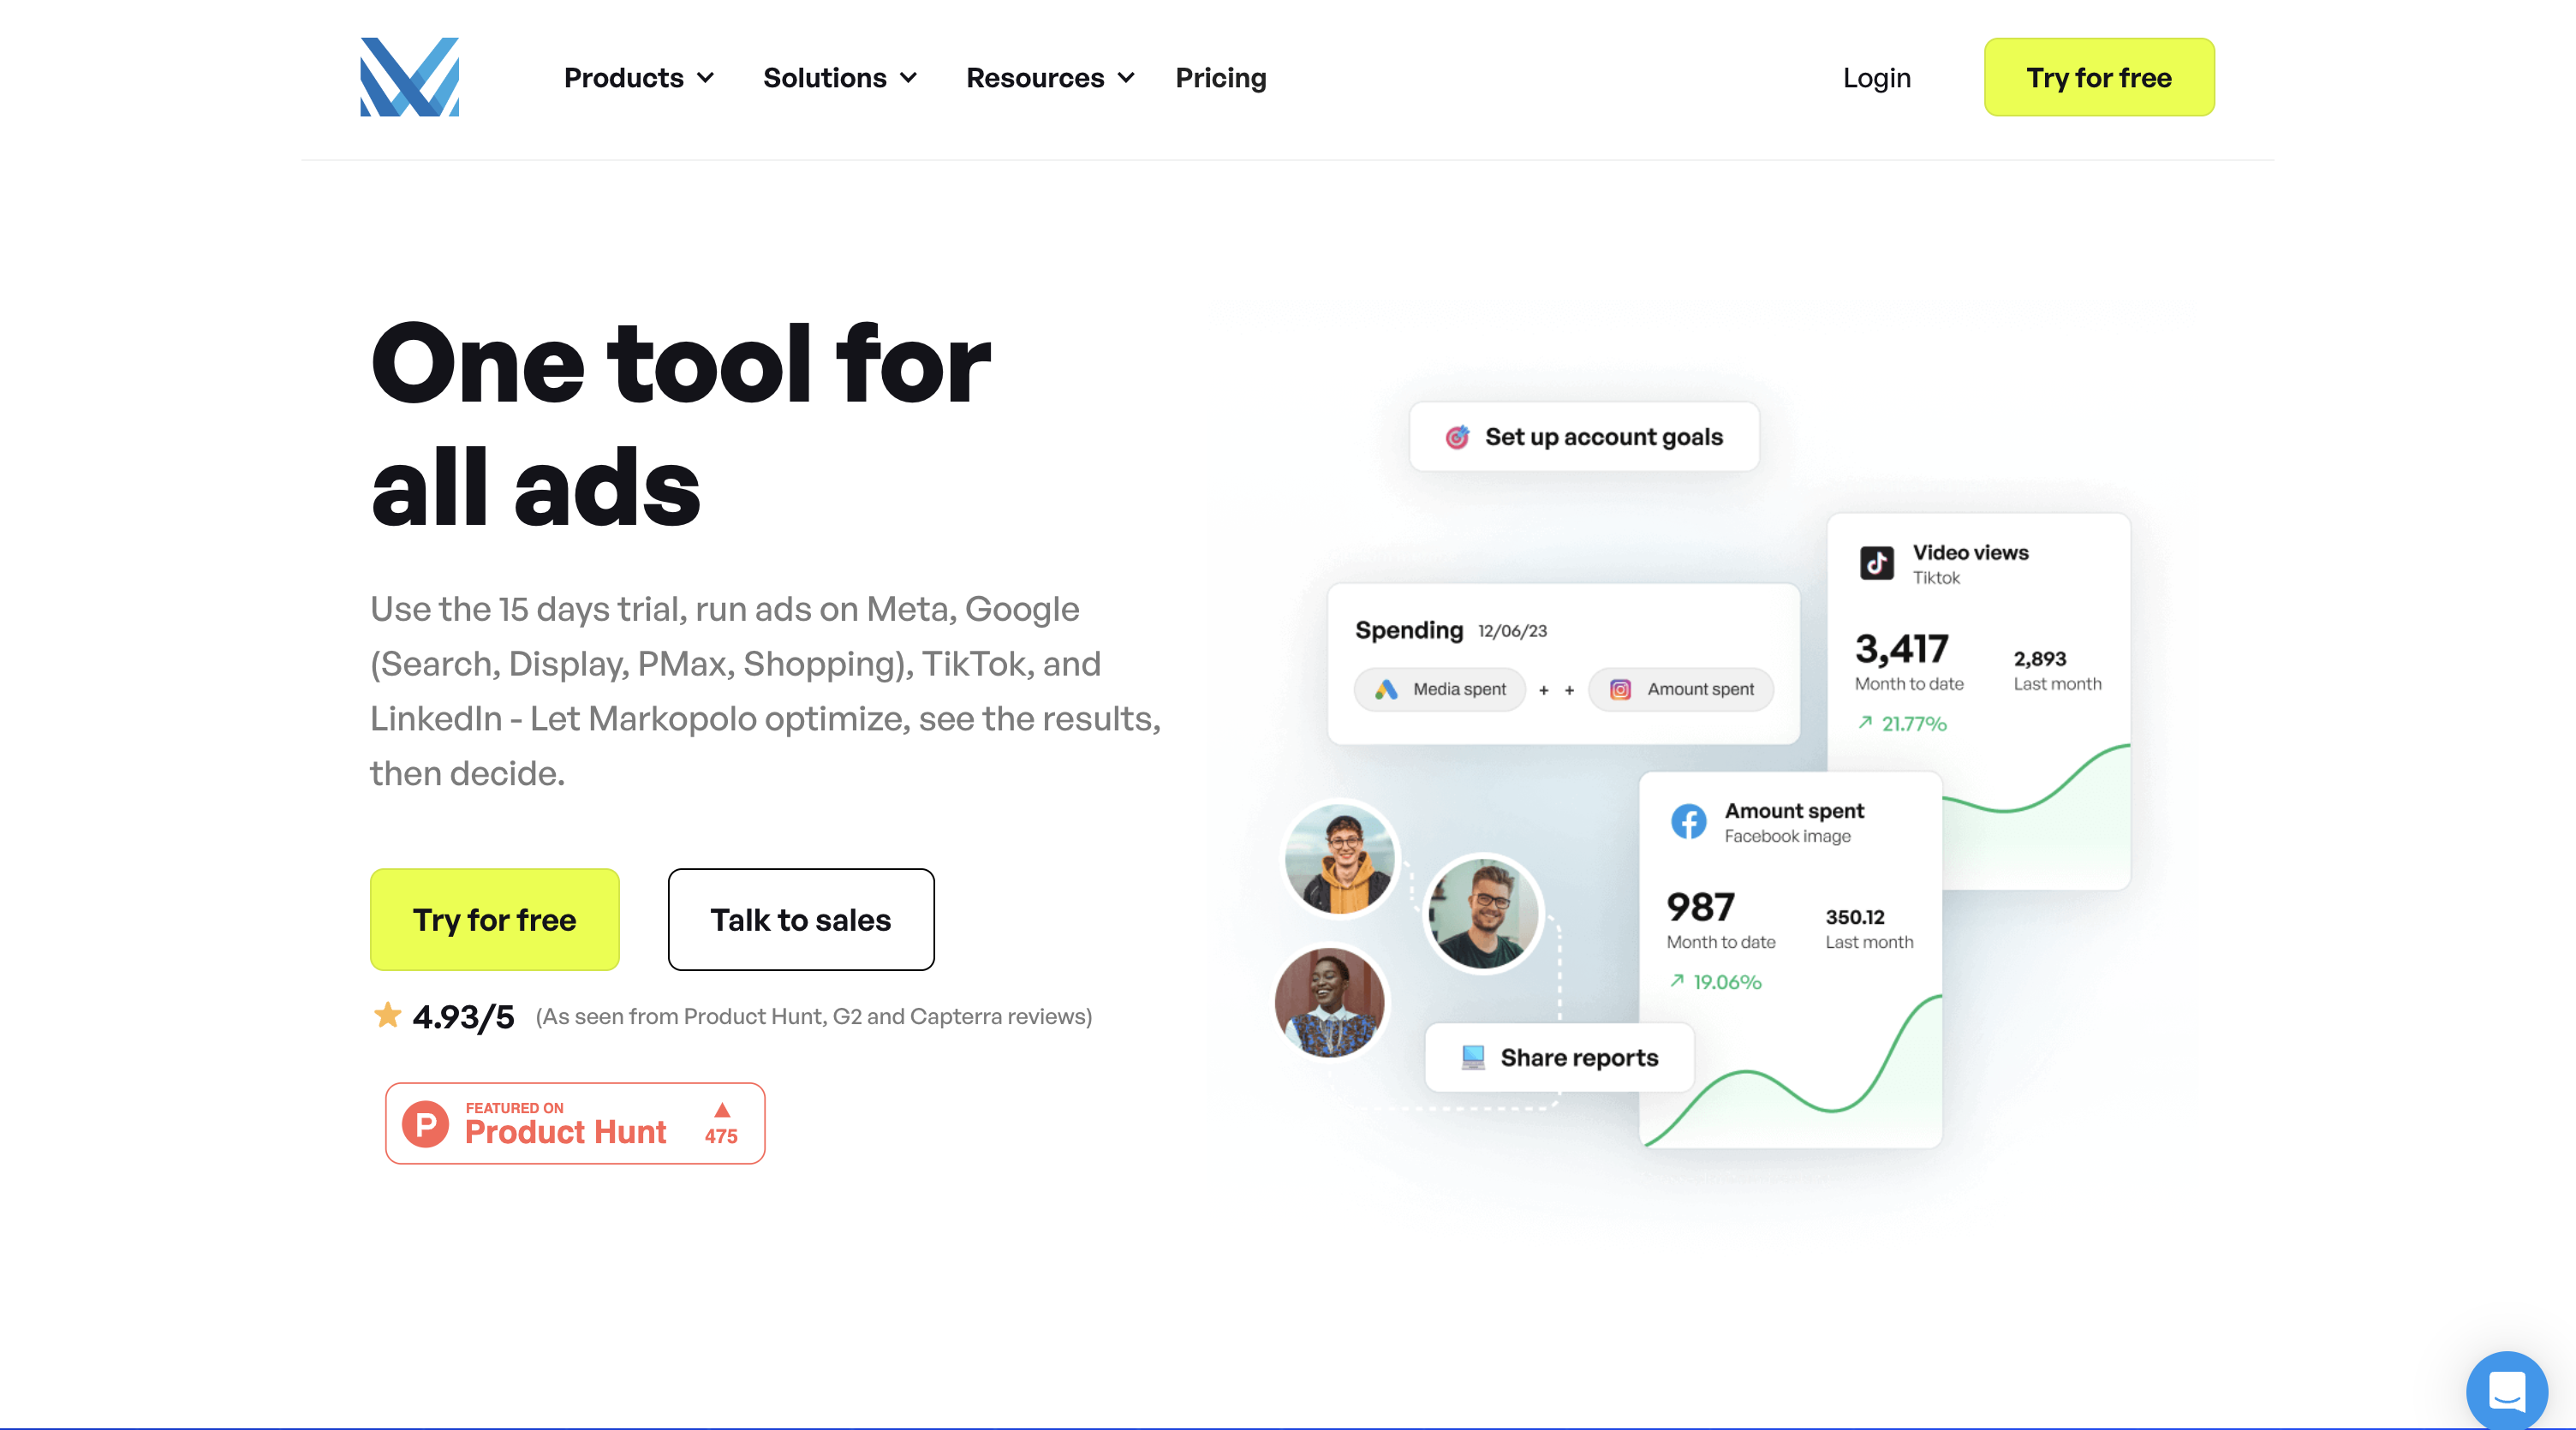 Products
Solutions
Resources
Pricing
Login
Try for free
One tool for
all ads
Use the 15 days trial, run ads on Meta, Google
(Search, Display, PMax, Shopping), TikTok, and
LinkedIn - Let Markopolo optimize, see the results,
then decide.
Try for free
Talk to sales
4.93/5 (As seen from Product Hunt, G2 and Capterra reviews)
P
FEATURED ON
Product Hunt
475
Set up account goals
Spending 12/06/23
Media spent + + Amount spent
Video views
Tiktok
3,417 2,893
Month to date Last month
21.77%
Amount spent
Facebook image
987 350.12
Month to date Last month
19.06%
Share reports